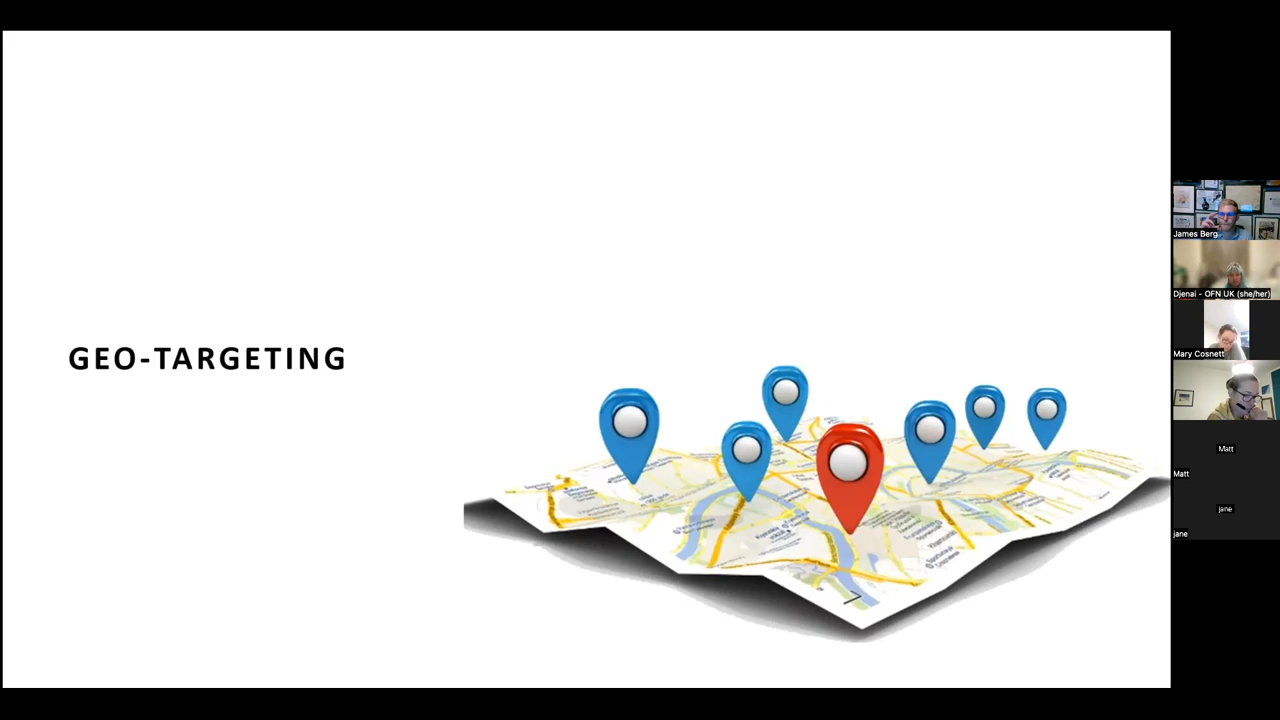 GEO-TARGETING
James Berg
Djenai - OFN UK (she/her)
Mary Cosnett
Matt
Matt
jane
jane